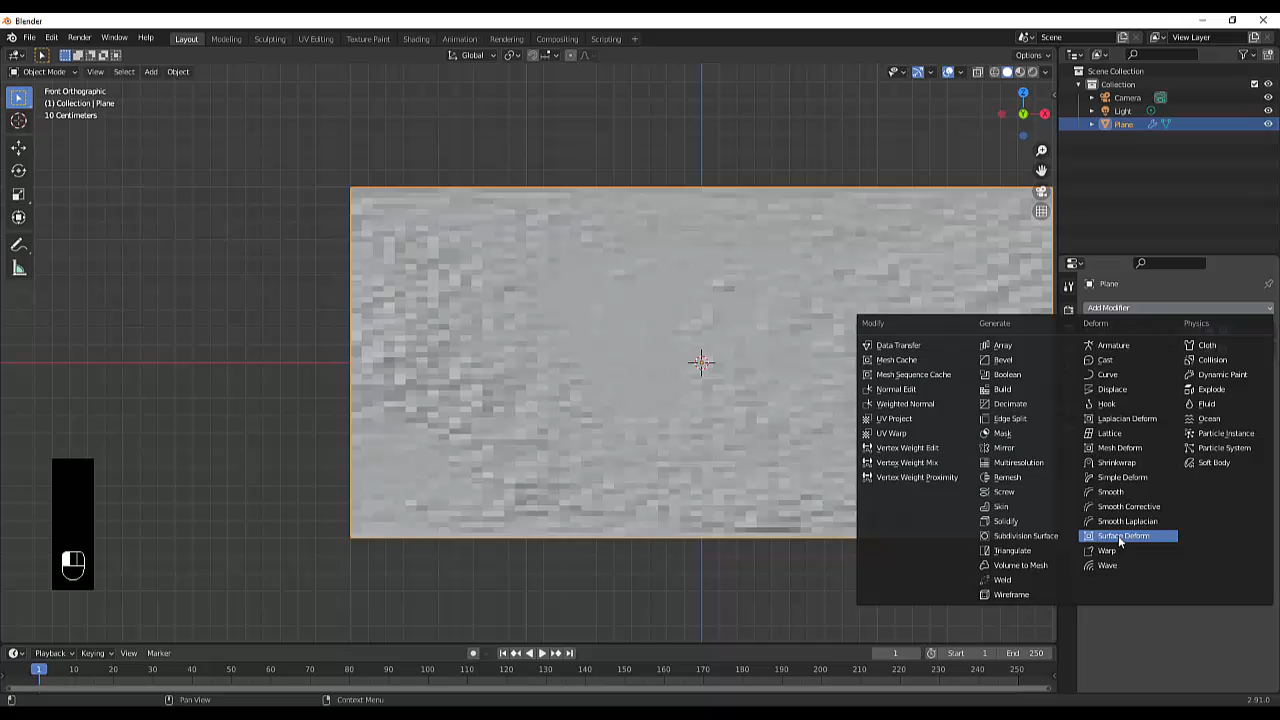 Blender
File Edit Render Window Help Layout Modeling Sculpting UV Editing Texture Paint Shading Animation Rendering Compositing Scripting + Scene View Layer
Global Options
Object Mode View Select Add Object
Front Orthographic
(1) Collection | Plane
10 Centimeters
Z
Y
X
Scene Collection
Collection
Camera
Light
Plane
Plane
Add Modifier
Modify Generate Deform Physics
Data Transfer Array Armature Cloth
Mesh Cache Bevel Cast Collision
Mesh Sequence Cache Boolean Curve Dynamic Paint
Normal Edit Build Displace Explode
Weighted Normal Decimate Hook Fluid
UV Project Edge Split Laplacian Deform Ocean
UV Warp Mask Lattice Particle Instance
Vertex Weight Edit Mirror Mesh Deform Particle System
Vertex Weight Mix Multiresolution Shrinkwrap Soft Body
Vertex Weight Proximity Remesh Simple Deform
Screw Smooth
Skin Smooth Corrective
Solidify Smooth Laplacian
Subdivision Surface Surface Deform
Triangulate Warp
Volume to Mesh Wave
Weld
Wireframe
Playback Keying View Marker 1 Start 1 End 250
1 10 20 30 40 50 60 70 80 90 100 110 120 130 140 150 160 170 180 190 200 210 220 230 240 250
Pan View Context Menu 2.91.0